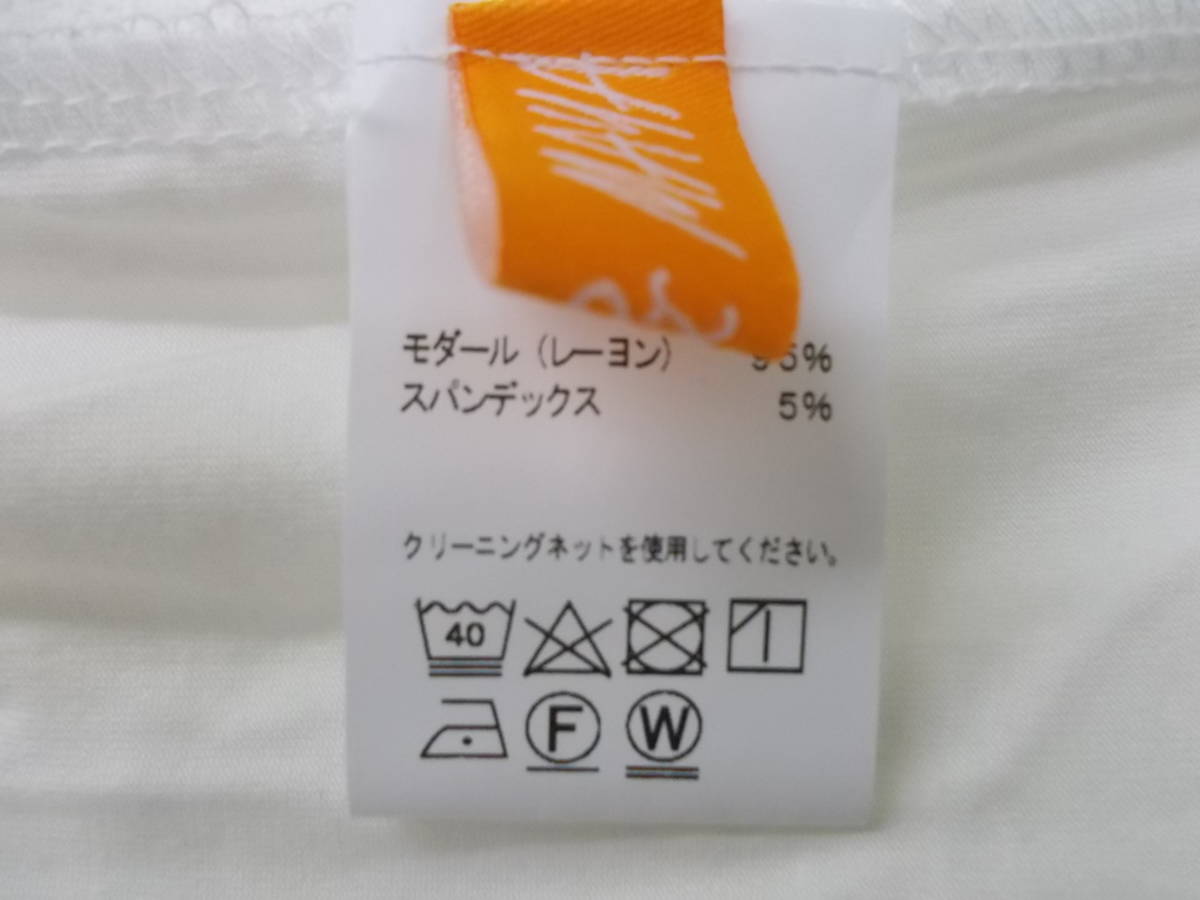 モダール (レーヨン) 95%
スパンデックス 5%
クリーニングネットを使用してください。
40
F W